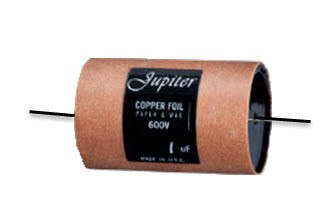 Jupiter
COPPER FOIL
PAPER & WAX
600V
1 uF
MADE IN U.S.A.